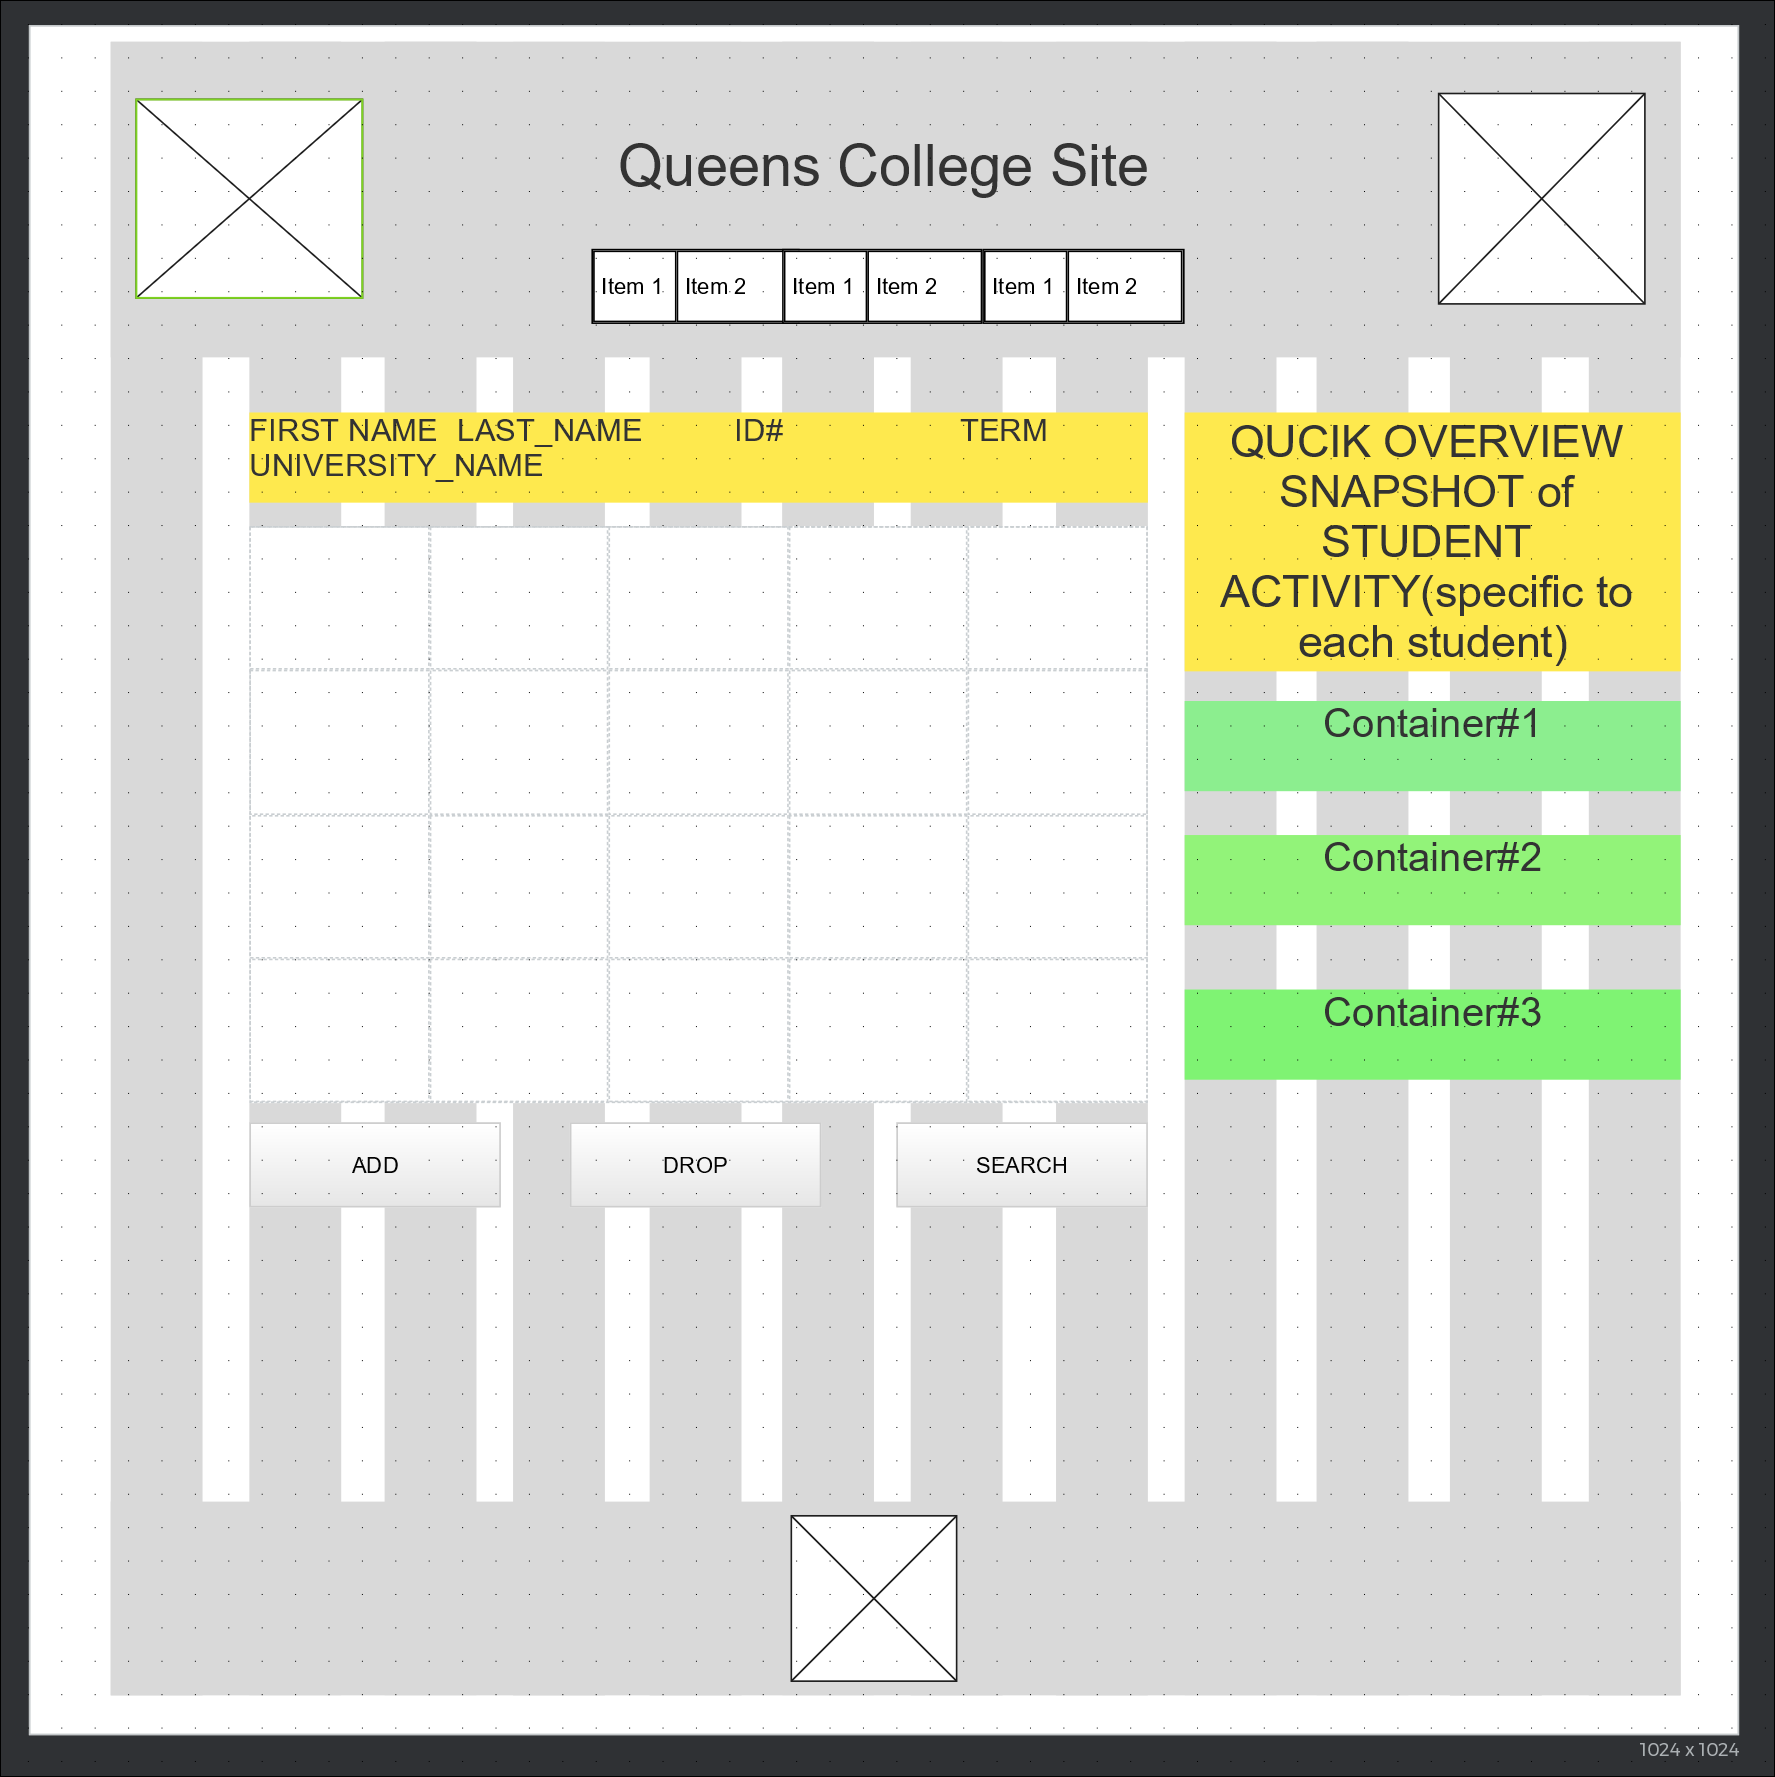 Queens College Site
Item 1 Item 2 Item 1 Item 2 Item 1 Item 2
FIRST NAME LAST_NAME ID# TERM
UNIVERSITY_NAME
QUCIK OVERVIEW
SNAPSHOT of
STUDENT
ACTIVITY(specific to
each student)
Container#1
Container#2
Container#3
ADD DROP SEARCH
1024 x 1024